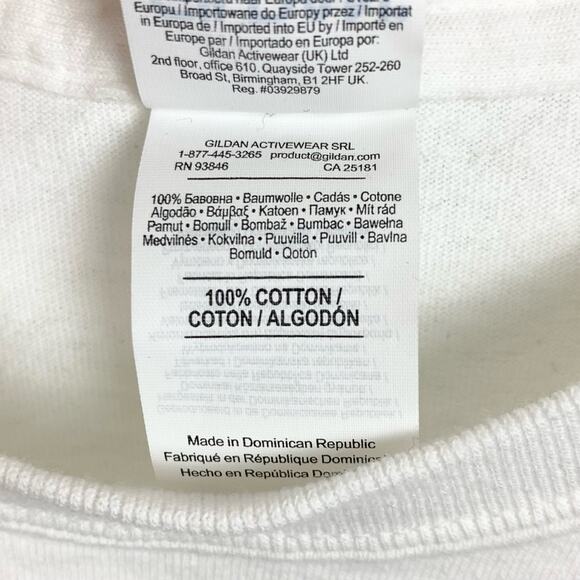 Europu / Importowane do Europy przez / Importat
in Europa de / Imported into EU by / Importé en
Europe par / Importado en Europa por:
Gildan Activewear (UK) Ltd
2nd floor, office 610. Quayside Tower 252-260
Broad St, Birmingham, B1 2HF UK.
Reg. #03929879
GILDAN ACTIVEWEAR SRL
1-877-445-3265 product@gildan.com
RN 93846 CA 25181
100% Бавовна • Baumwolle • Cadás • Cotone
Algodão • Βάμβαξ • Katoen • Памук • Mít rád
Pamut • Bomull • Bombaž • Bumbac • Bawełna
Medvilnės • Kokvilna • Puuvilla • Puuvill • Bavlna
Bomuld • Qoton
100% COTTON /
COTON / ALGODÓN
Made in Dominican Republic
Fabriqué en République Dominic
Hecho en República Dom